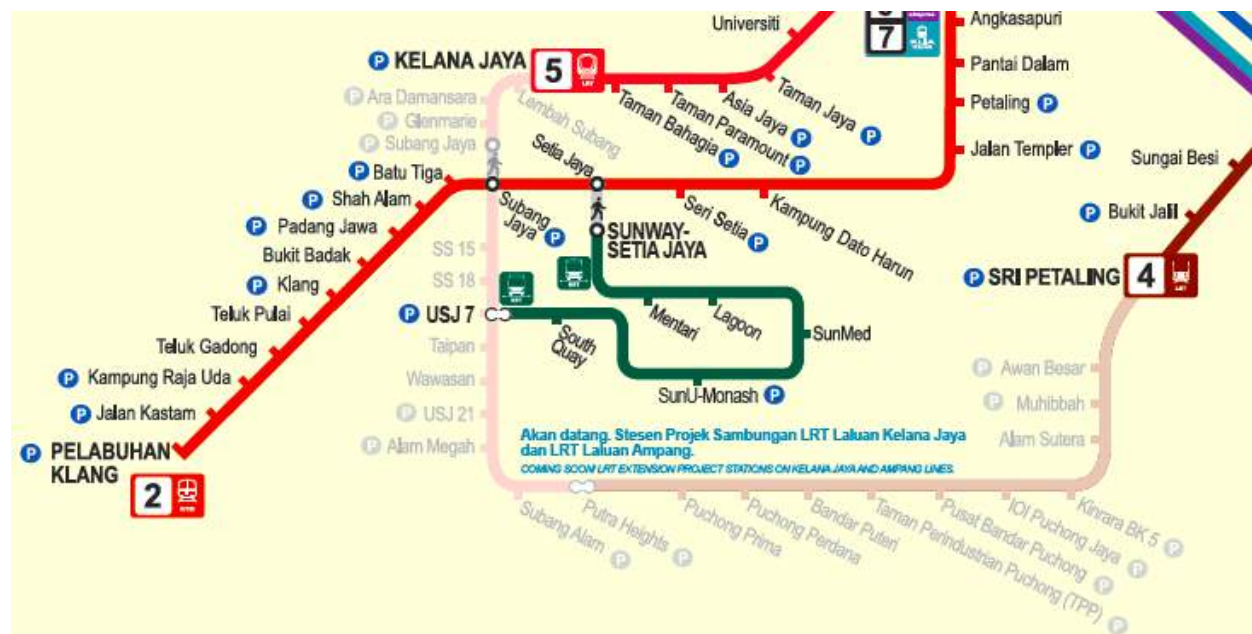 Universiti
7
Angkasapuri
P KELANA JAYA
5
LRT
Pantai Dalam
P Ara Damansara
Lembah Subang
Taman Bahagia P
Taman Paramount P
Asia Jaya P
Taman Jaya P
Petaling P
P Glenmarie
P Subang Jaya
Setia Jaya
Jalan Templer P
Sungai Besi
P Batu Tiga
P Shah Alam
Subang
Jaya P
Seri Setia P
Kampung Dato Harun
P Bukit Jalil
P Padang Jawa
SUNWAY-
SETIA JAYA
Bukit Badak
SS 15
P Klang
SS 18
BRT
BRT
P SRI PETALING
4
LRT
Teluk Pulai
P USJ 7
South
Quay
Mentari
Lagoon
SunMed
Teluk Gadong
Taipan
P Kampung Raja Uda
Wawasan
SunU-Monash P
P Awan Besar
P Jalan Kastam
P USJ 21
P Muhibbah
P Alam Megah
Alam Sutera
P PELABUHAN
KLANG
2
Akan datang. Stesen Projek Sambungan LRT Laluan Kelana Jaya
dan LRT Laluan Ampang.
COMING SOON! LRT EXTENSION PROJECT STATIONS ON KELANA JAYA AND AMPANG LINES.
Subang Alam P
Putra Heights P
Puchong Prima
Puchong Perdana
Bandar Puteri
Taman Perindustrian Puchong (TPP) P
Pusat Bandar Puchong P
IOI Puchong Jaya P
Kinrara BK 5 P